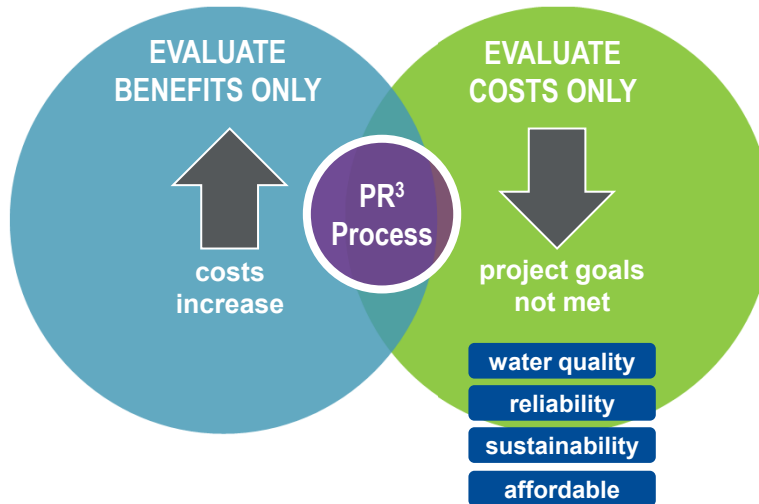 EVALUATE
BENEFITS ONLY
costs
increase
PR³
Process
EVALUATE
COSTS ONLY
project goals
not met
water quality
reliability
sustainability
affordable